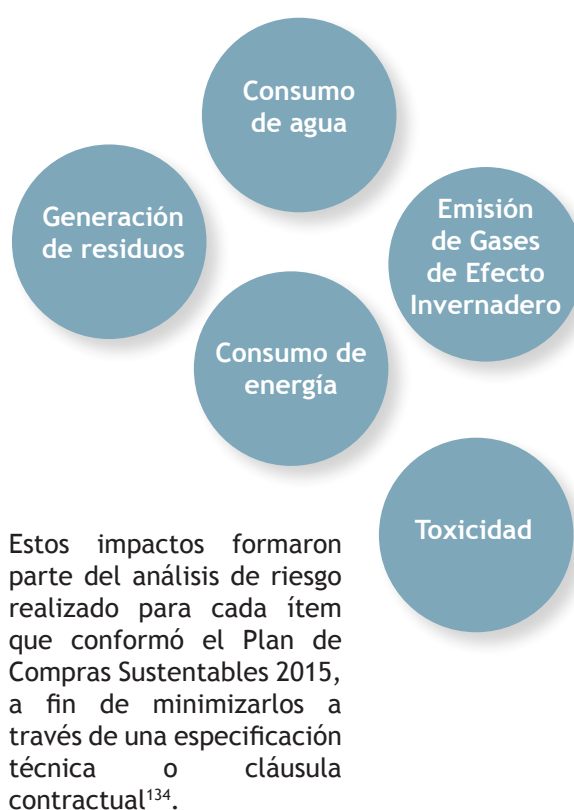 Consumo
de agua
Generación
de residuos
Emisión
de Gases
de Efecto
Invernadero
Consumo de
energía
Toxicidad
Estos impactos formaron
parte del análisis de riesgo
realizado para cada ítem
que conformó el Plan de
Compras Sustentables 2015,
a fin de minimizarlos a
través de una especificación
técnica o cláusula
contractual¹³⁴.